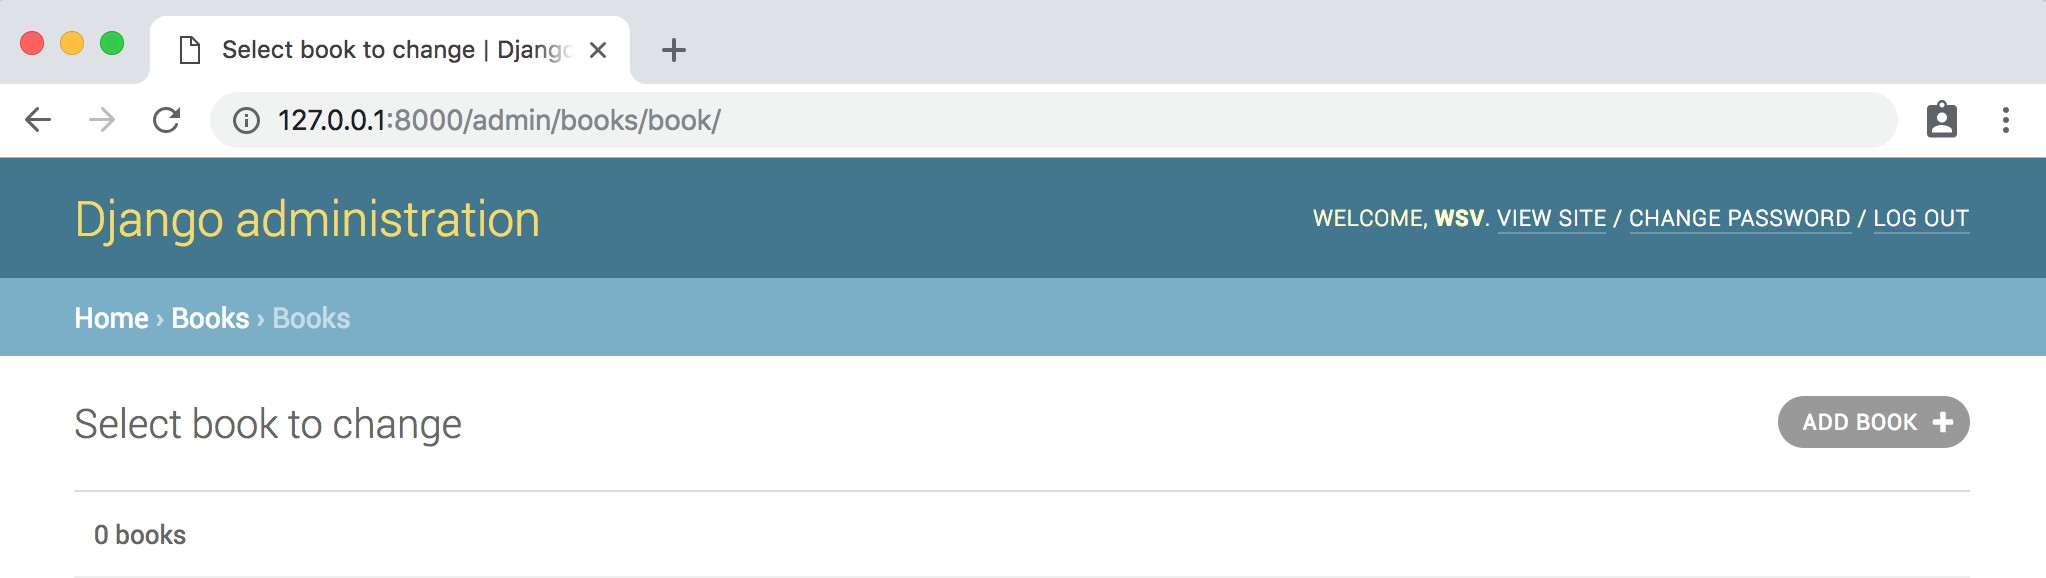 Select book to change | Django
127.0.0.1:8000/admin/books/book/
Django administration
WELCOME, WSV. VIEW SITE / CHANGE PASSWORD / LOG OUT
Home › Books › Books
Select book to change
ADD BOOK +
0 books